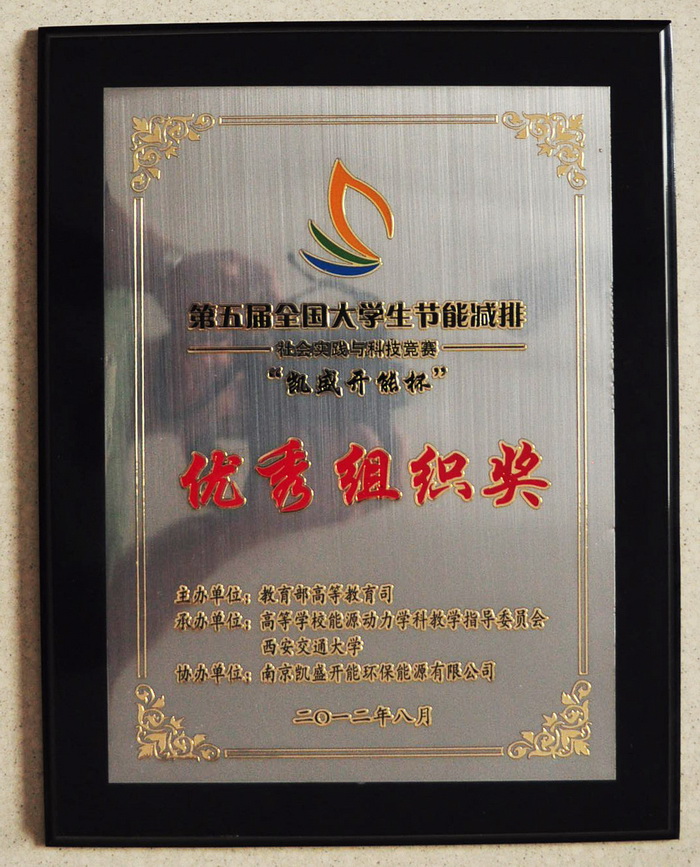 第五届全国大学生节能减排
社会实践与科技竞赛
“凯盛开能杯”
优秀组织奖
主办单位：教育部高等教育司
承办单位：高等学校能源动力学科教学指导委员会
西安交通大学
协办单位：南京凯盛开能环保能源有限公司
二〇一二年八月